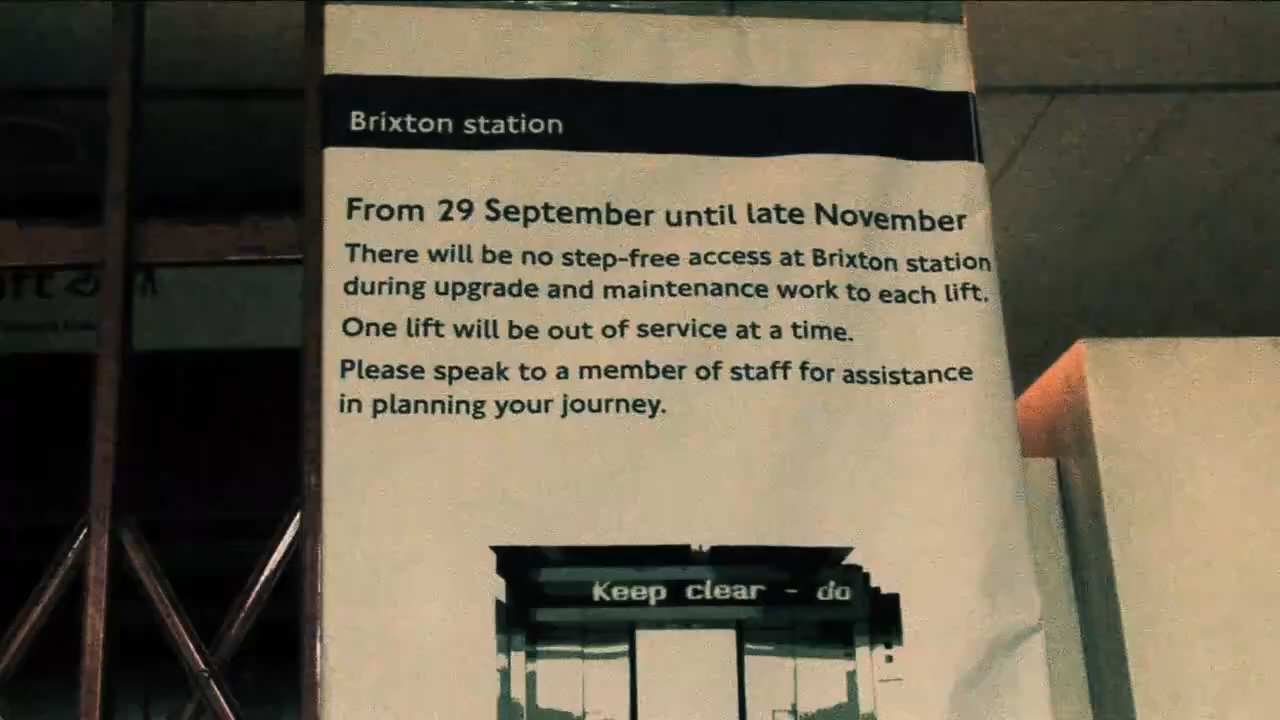 Brixton station
From 29 September until late November
There will be no step-free access at Brixton station
during upgrade and maintenance work to each lift.
One lift will be out of service at a time.
Please speak to a member of staff for assistance
in planning your journey.
Keep clear - do